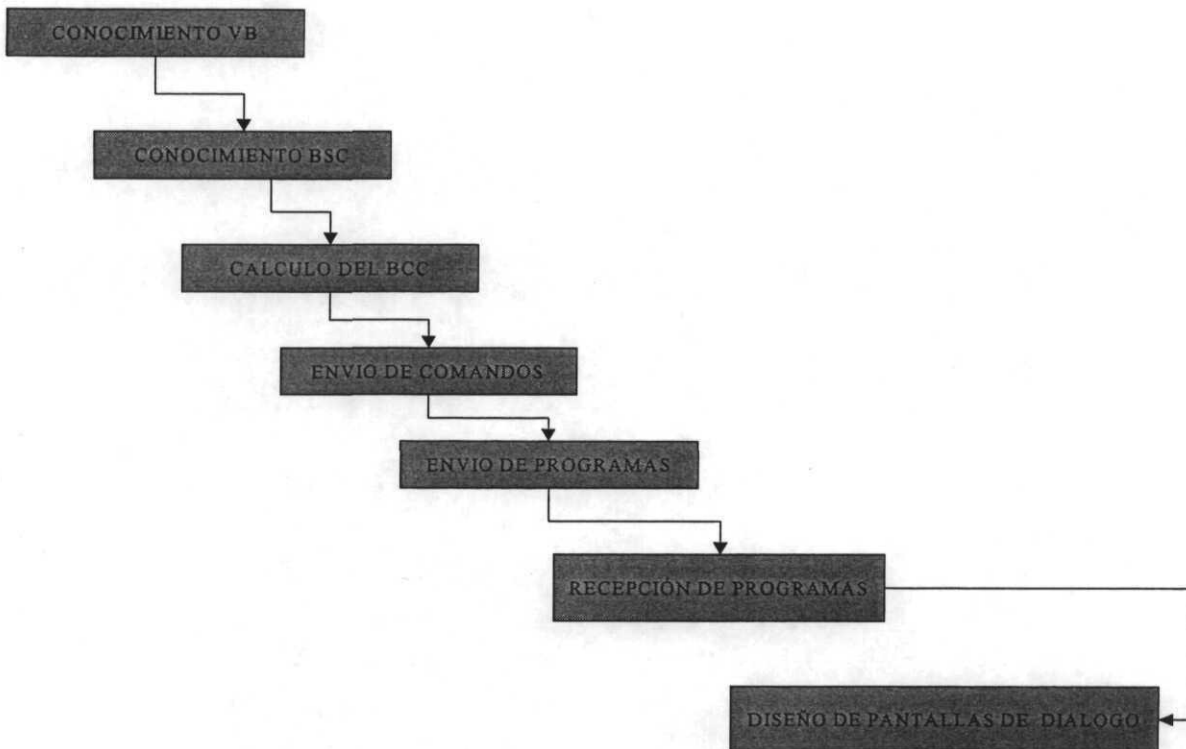 CONOCIMIENTO VB
CONOCIMIENTO BSC
CALCULO DEL BCC
ENVIO DE COMANDOS
ENVIO DE PROGRAMAS
RECEPCIÓN DE PROGRAMAS
DISEÑO DE PANTALLAS DE DIALOGO